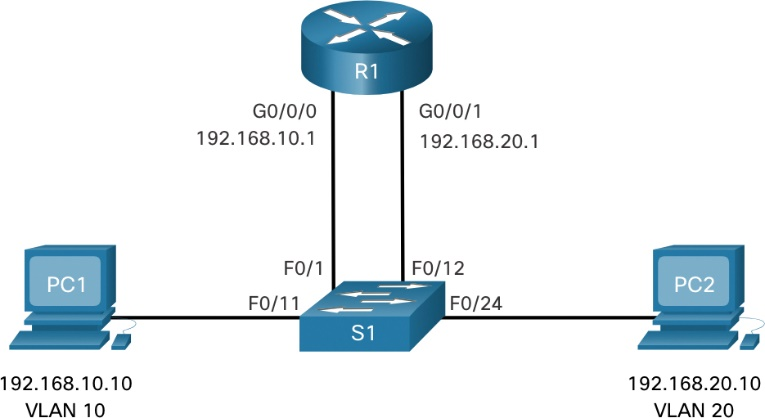 R1
G0/0/0
192.168.10.1
G0/0/1
192.168.20.1
F0/1
F0/12
PC1
F0/11
S1
F0/24
PC2
192.168.10.10
VLAN 10
192.168.20.10
VLAN 20